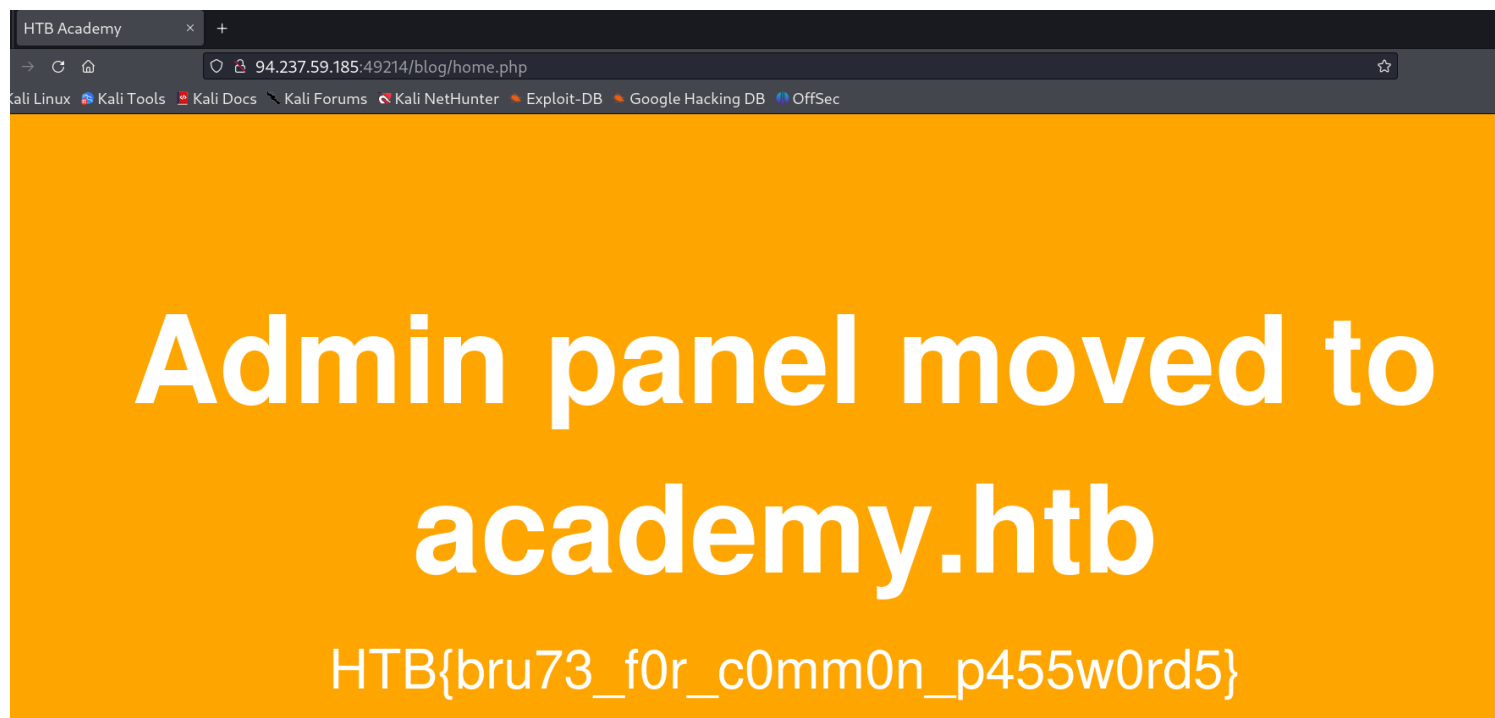 HTB Academy
94.237.59.185:49214/blog/home.php
Kali Linux Kali Tools Kali Docs Kali Forums Kali NetHunter Exploit-DB Google Hacking DB OffSec
Admin panel moved to
academy.htb
HTB{bru73_f0r_c0mm0n_p455w0rd5}